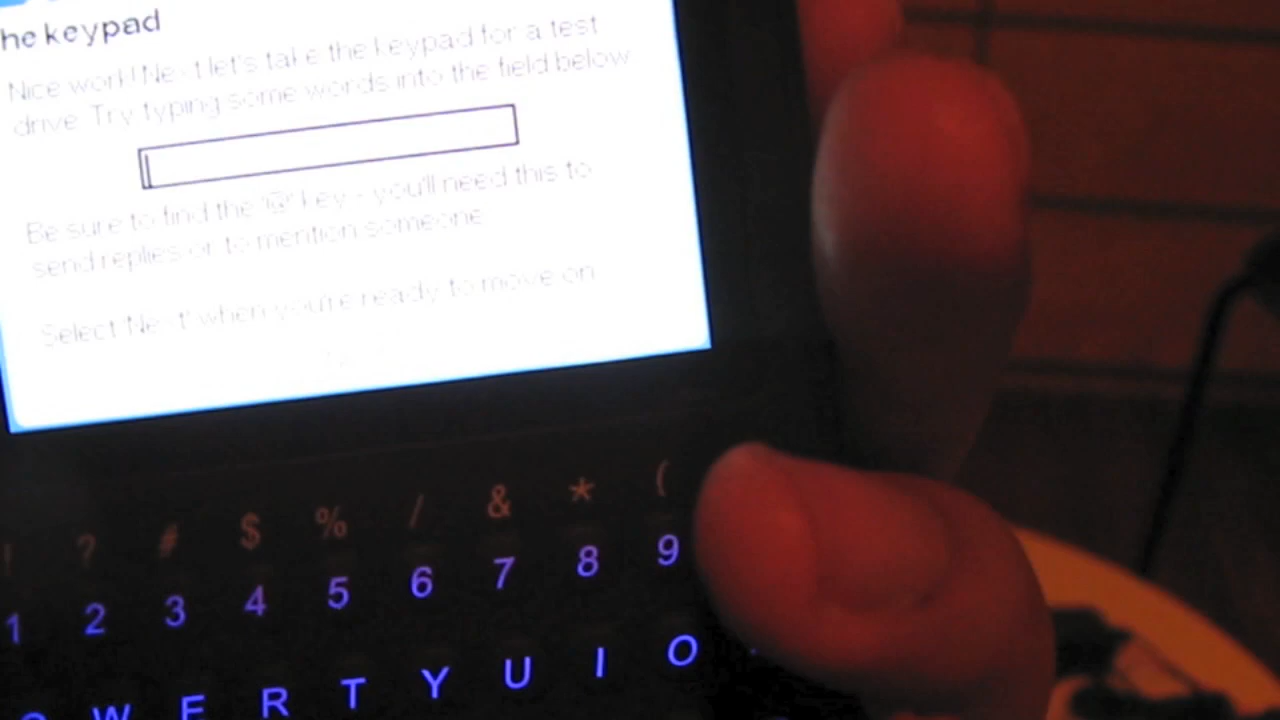 he keypad
Nice work! Next let's take the keypad for a test
drive. Try typing some words into the field below.
Be sure to find the '@' key - you'll need this to
send replies or to mention someone.
Select 'Next' when you're ready to move on
! ? # $ % / & * (
1 2 3 4 5 6 7 8 9
W E R T Y U I O